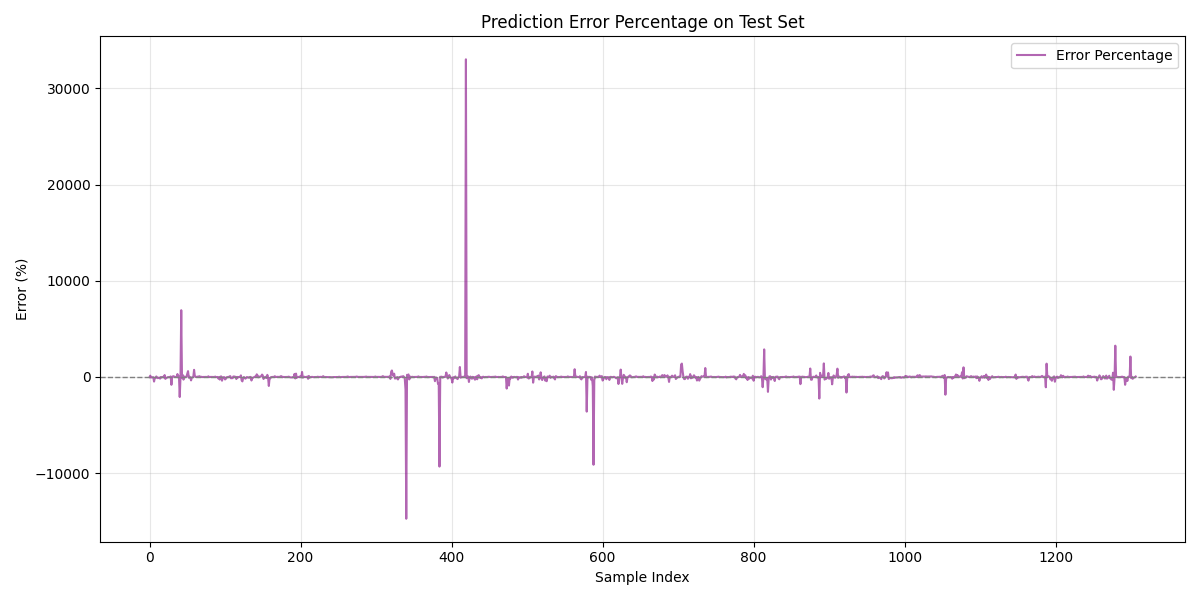 Prediction Error Percentage on Test Set
Error Percentage
Error (%)
30000
20000
10000
0
−10000
0 200 400 600 800 1000 1200
Sample Index